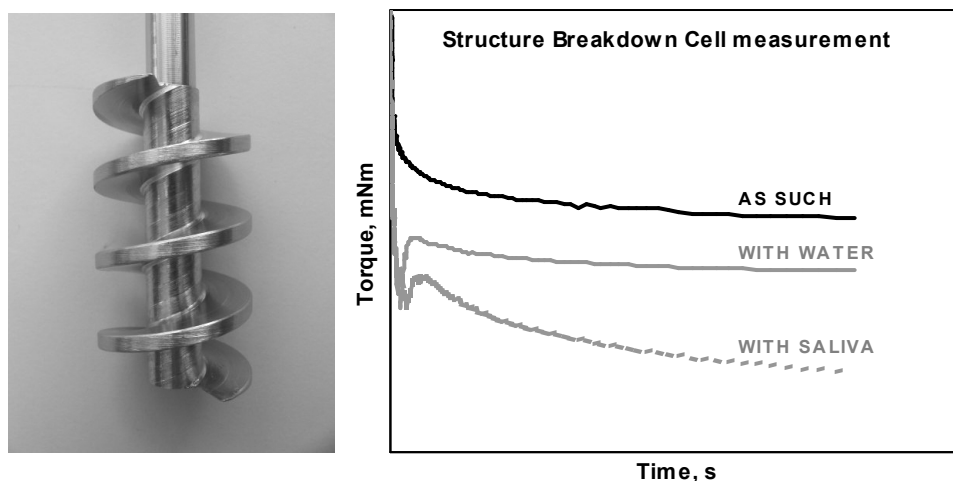 Structure Breakdown Cell measurement
Torque, mNm
AS SUCH
WITH WATER
WITH SALIVA
Time, s